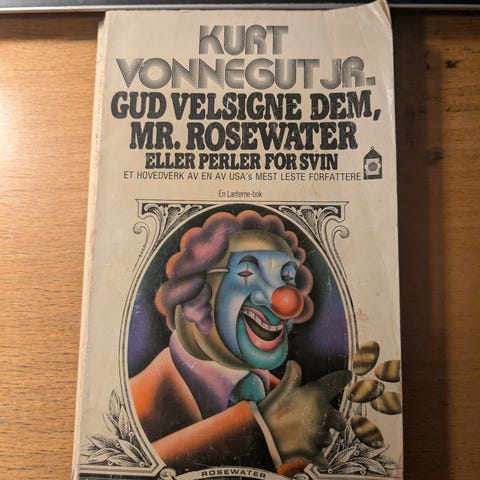 KURT
VONNEGUT JR.
GUD VELSIGNE DEM,
MR. ROSEWATER
ELLER PERLER FOR SVIN
ET HOVEDVERK AV EN AV USA's MEST LESTE FORFATTERE
En Lanterne-bok
ROSEWATER